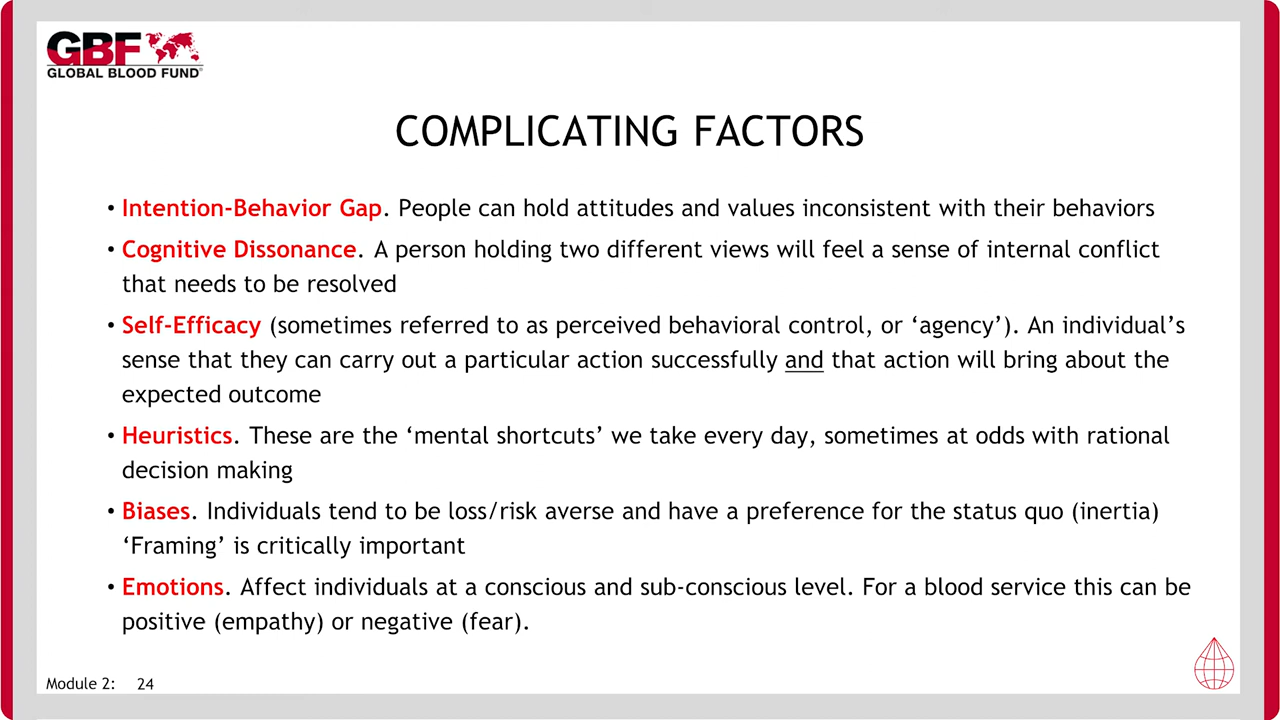 GBF
GLOBAL BLOOD FUND®
COMPLICATING FACTORS
• Intention-Behavior Gap. People can hold attitudes and values inconsistent with their behaviors
• Cognitive Dissonance. A person holding two different views will feel a sense of internal conflict
that needs to be resolved
• Self-Efficacy (sometimes referred to as perceived behavioral control, or ‘agency’). An individual’s
sense that they can carry out a particular action successfully and that action will bring about the
expected outcome
• Heuristics. These are the ‘mental shortcuts’ we take every day, sometimes at odds with rational
decision making
• Biases. Individuals tend to be loss/risk averse and have a preference for the status quo (inertia)
‘Framing’ is critically important
• Emotions. Affect individuals at a conscious and sub-conscious level. For a blood service this can be
positive (empathy) or negative (fear).
Module 2: 24